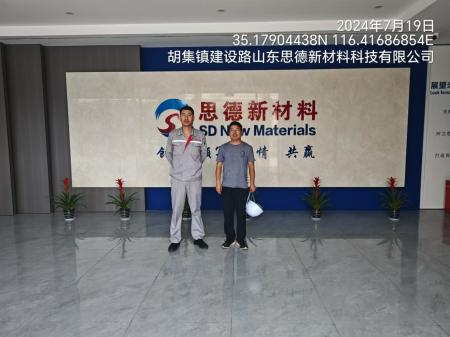 2024年7月19日
35.17904438N 116.41686854E
胡集镇建设路山东思德新材料科技有限公司
思德新材料
SD New Materials
共赢
展望